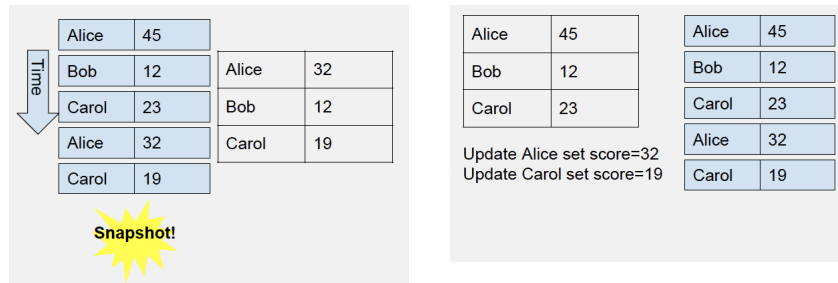 Time
Alice 45
Bob 12
Carol 23
Alice 32
Carol 19
Snapshot!
Alice 32
Bob 12
Carol 19
Alice 45
Bob 12
Carol 23
Update Alice set score=32
Update Carol set score=19
Alice 45
Bob 12
Carol 23
Alice 32
Carol 19